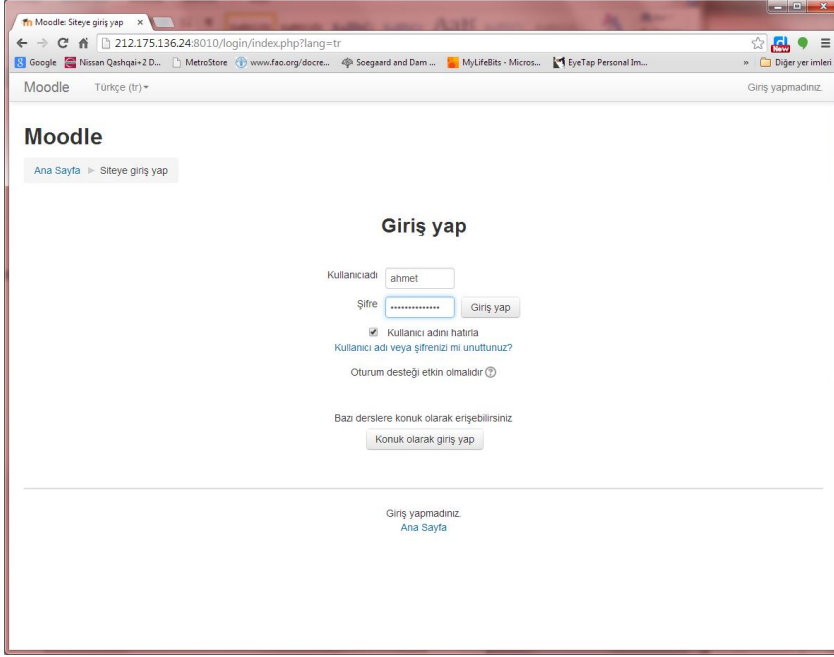 Moodle: Siteye giriş yap
212.175.136.24:8010/login/index.php?lang=tr
New
Google Nissan Qashqai+2 D... MetroStore www.fao.org/docre... Soegaard and Dam ... MyLifeBits - Micros... EyeTap Personal Im... » Diğer yer imleri
Moodle Türkçe (tr) Giriş yapmadınız.
Moodle
Ana Sayfa ► Siteye giriş yap
Giriş yap
Kullanıcıadı ahmet
Şifre •••••••••••••• Giriş yap
Kullanıcı adını hatırla
Kullanıcı adı veya şifrenizi mi unuttunuz?
Oturum desteği etkin olmalıdır ?
Bazı derslere konuk olarak erişebilirsiniz
Konuk olarak giriş yap
Giriş yapmadınız.
Ana Sayfa